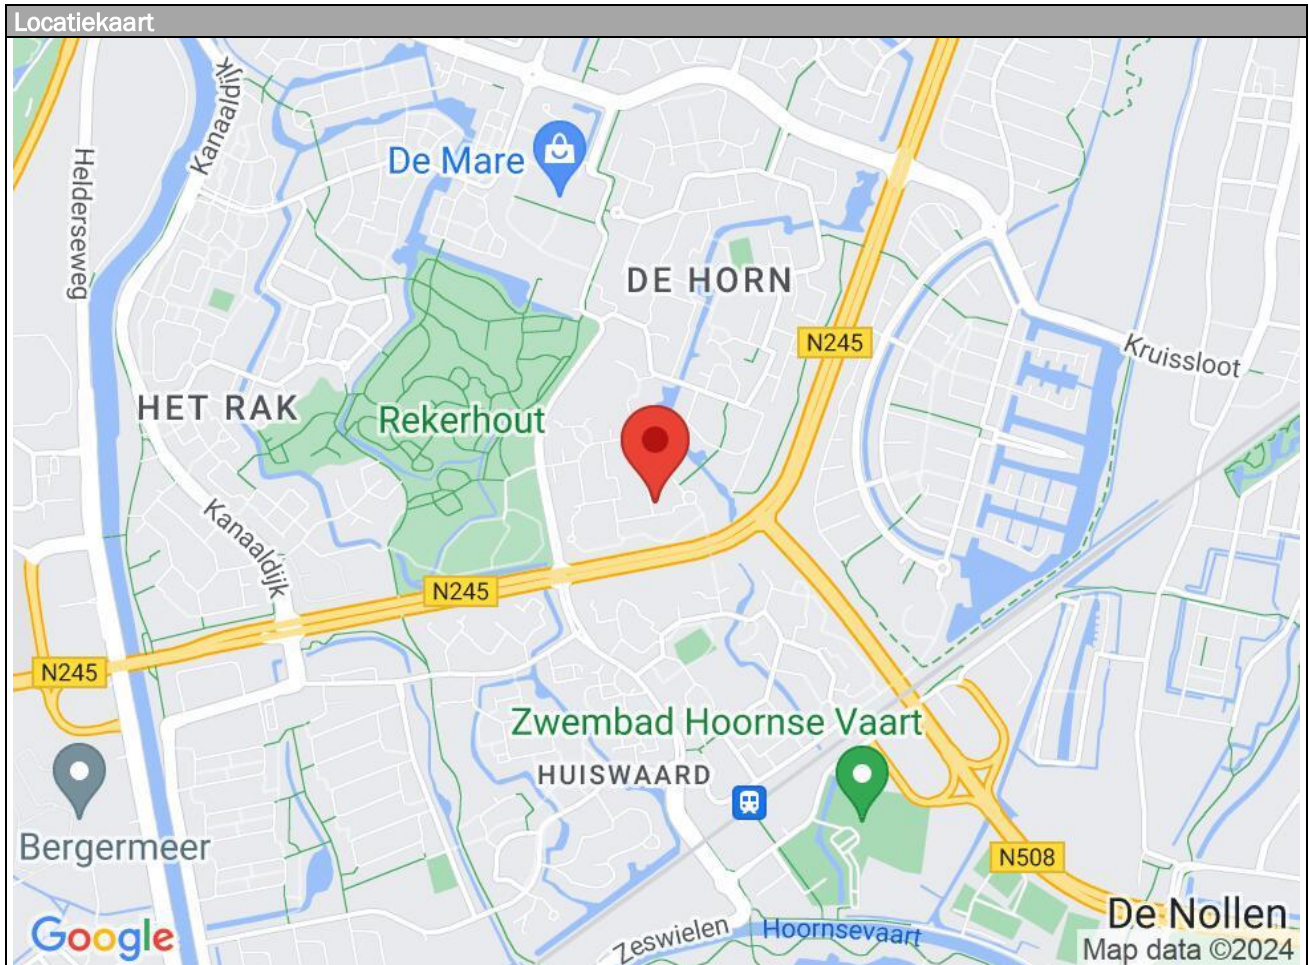 Locatiekaart
Kanaaldijk
De Mare
Helderseweg
DE HORN
N245
Kruissloot
HET RAK
Rekerhout
Kanaaldijk
N245
N245
Zwembad Hoornse Vaart
HUISWAARD
Bergermeer
N508
De Nollen
Google
Zeswielen
Hoornsevaart
Map data ©2024